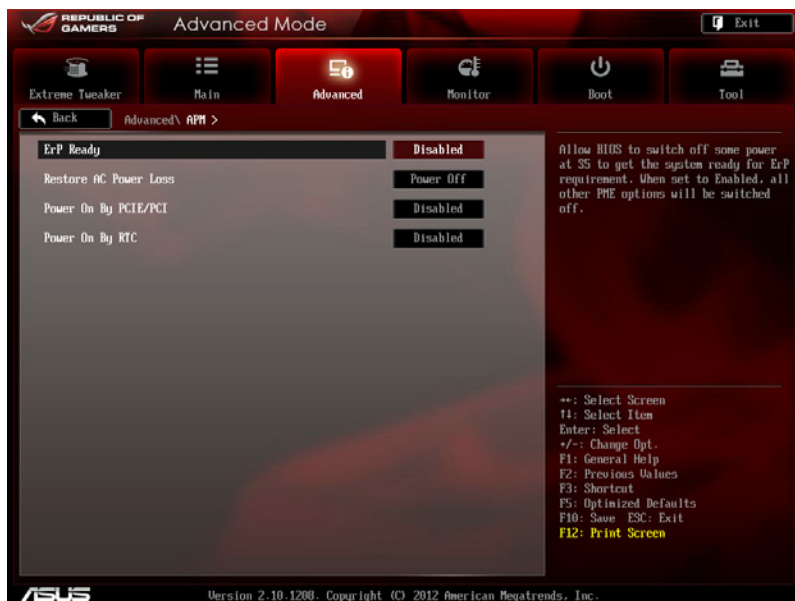 REPUBLIC OF
GAMERS
Advanced Mode
Exit
Extreme Tweaker
Main
Advanced
Monitor
Boot
Tool
Back
Advanced\ APM >
ErP Ready Disabled
Restore AC Power Loss Power Off
Power On By PCIE/PCI Disabled
Power On By RTC Disabled
Allow BIOS to switch off some power
at S5 to get the system ready for ErP
requirement. When set to Enabled, all
other PME options will be switched
off.
→←: Select Screen
↑↓: Select Item
Enter: Select
+/-: Change Opt.
F1: General Help
F2: Previous Values
F3: Shortcut
F5: Optimized Defaults
F10: Save ESC: Exit
F12: Print Screen
ASUS
Version 2.10.1208. Copyright (C) 2012 American Megatrends, Inc.